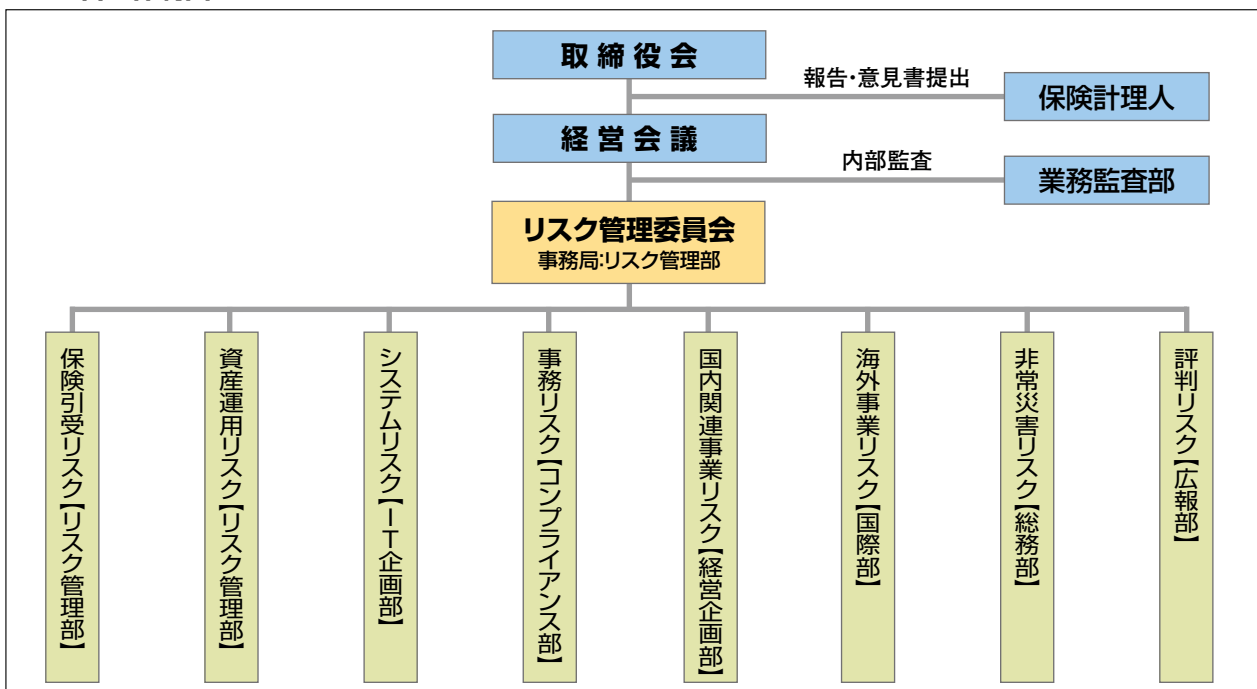 取締役会
報告・意見書提出
保険計理人
経営会議
内部監査
業務監査部
リスク管理委員会
事務局:リスク管理部
保険引受リスク【リスク管理部】
資産運用リスク【リスク管理部】
システムリスク【IT企画部】
事務リスク【コンプライアンス部】
国内関連事業リスク【経営企画部】
海外事業リスク【国際部】
非常災害リスク【総務部】
評判リスク【広報部】